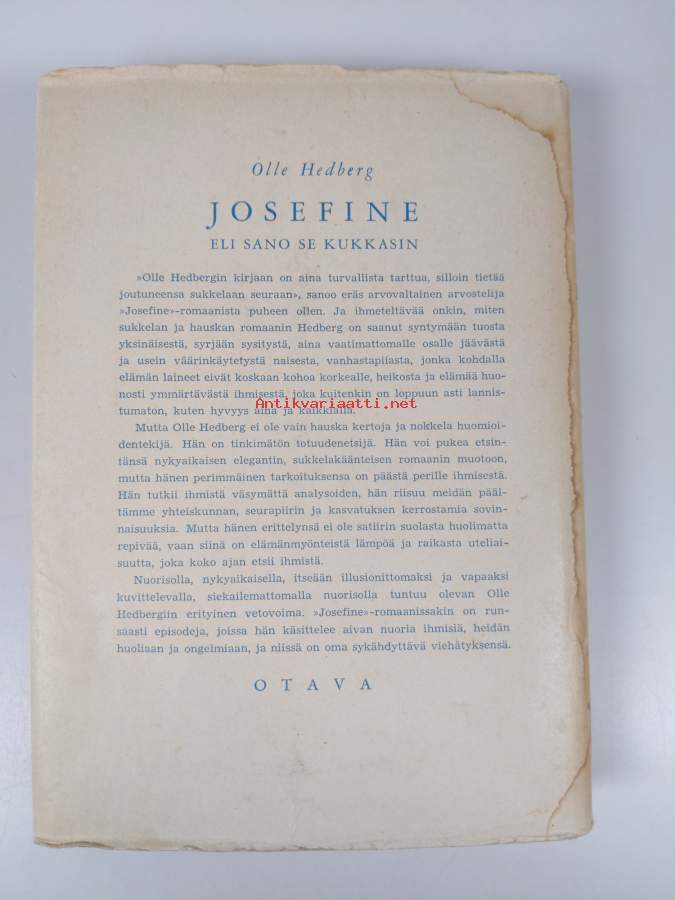 Olle Hedberg
JOSEFINE
ELI SANO SE KUKKASIN
»Olle Hedbergin kirjaan on aina turvallista tarttua, silloin tietää
joutuneensa sukkelaan seuraan», sanoo eräs arvovaltainen arvostelija
»Josefine»-romaanista puheen ollen. Ja ihmeteltävää onkin, miten
sukkelan ja hauskan romaanin Hedberg on saanut syntymään tuosta
yksinäisestä, syrjään sysitystä, aina vaatimattomalle osalle jäävästä
ja usein väärinkäytetystä naisesta, vanhastapiiasta, jonka kohdalla
elämän laineet eivät koskaan kohoa korkealle, heikosta ja elämää huo-
nosti ymmärtävästä ihmisestä, joka kuitenkin on loppuun asti lannis-
Antikvariaatti.net
tumaton, kuten hyvyys aina ja kaikkialla.
Mutta Olle Hedberg ei ole vain hauska kertoja ja nokkela huomioi-
dentekijä. Hän on tinkimätön totuudenetsijä. Hän voi pukea etsin-
tänsä nykyaikaisen elegantin, sukkelakäänteisen romaanin muotoon,
mutta hänen perimmäinen tarkoituksensa on päästä perille ihmisestä.
Hän tutkii ihmistä väsymättä analysoiden, hän riisuu meidän pääl-
tämme yhteiskunnan, seurapiirin ja kasvatuksen kerrostamia sovin-
naisuuksia. Mutta hänen erittelynsä ei ole satiirin suolasta huolimatta
repivää, vaan siinä on elämänmyönteistä lämpöä ja raikasta uteliai-
suutta, joka koko ajan etsii ihmistä.
Nuorisolla, nykyaikaisella, itseään illusionittomaksi ja vapaaksi
kuvittelevalla, siekailemattomalla nuorisolla tuntuu olevan Olle
Hedbergiin erityinen vetovoima. »Josefine»-romaanissakin on run-
saasti episodeja, joissa hän käsittelee aivan nuoria ihmisiä, heidän
huoliaan ja ongelmiaan, ja niissä on oma sykähdyttävä viehätyksensä.
OTAVA